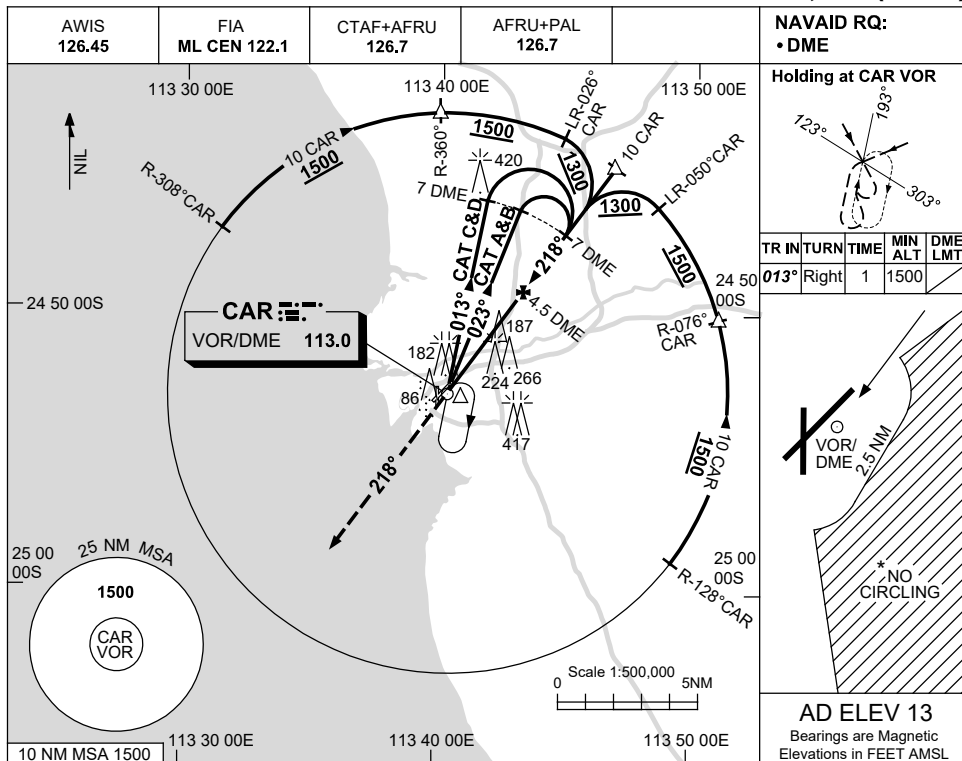 AWIS
126.45
FIA
ML CEN 122.1
CTAF+AFRU
126.7
AFRU+PAL
126.7
NAVAID RQ:
• DME
113 30 00E
113 40 00E
113 50 00E
NIL
R-308°CAR
10 CAR
1500
R-360°
1500
LR-026°
CAR
1300
10 CAR
LR-050°CAR
1300
420
7 DME
7 DME
CAT C&D
CAT A&B
013°
023°
218°
1500
24 50 00S
24 50
00S
4.5 DME
R-076°
CAR
CAR
VOR/DME 113.0
187
182
224
266
86
417
218°
10 CAR
1500
R-128°CAR
25 00
00S
25 00
00S
25 NM MSA
1500
CAR
VOR
Scale 1:500,000
0
5NM
10 NM MSA 1500
113 30 00E
113 40 00E
113 50 00E
Holding at CAR VOR
123°
193°
303°
TR IN
TURN
TIME
MIN
ALT
DME
LMT
013°
Right
1
1500
VOR/
DME
2.5 NM
*NO
CIRCLING
AD ELEV 13
Bearings are Magnetic
Elevations in FEET AMSL